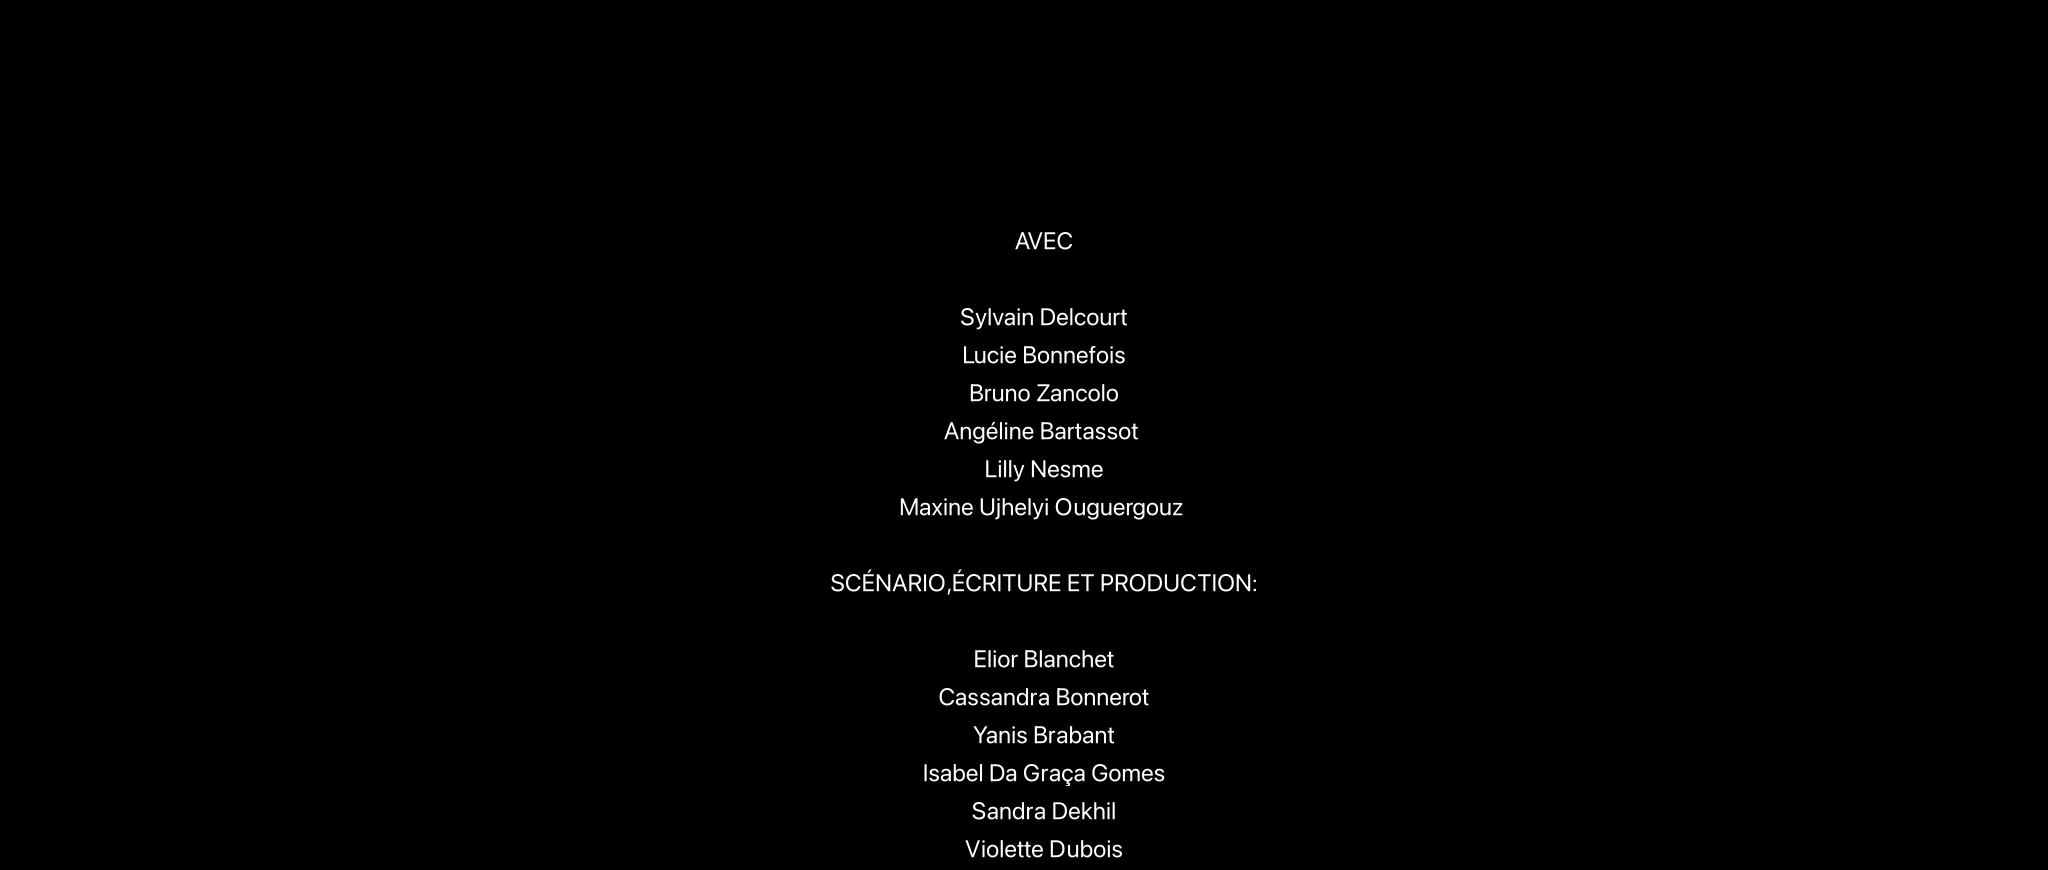 AVEC
Sylvain Delcourt
Lucie Bonnefois
Bruno Zancolo
Angéline Bartassot
Lilly Nesme
Maxine Ujhelyi Ouguergouz
SCÉNARIO,ÉCRITURE ET PRODUCTION:
Elior Blanchet
Cassandra Bonnerot
Yanis Brabant
Isabel Da Graça Gomes
Sandra Dekhil
Violette Dubois